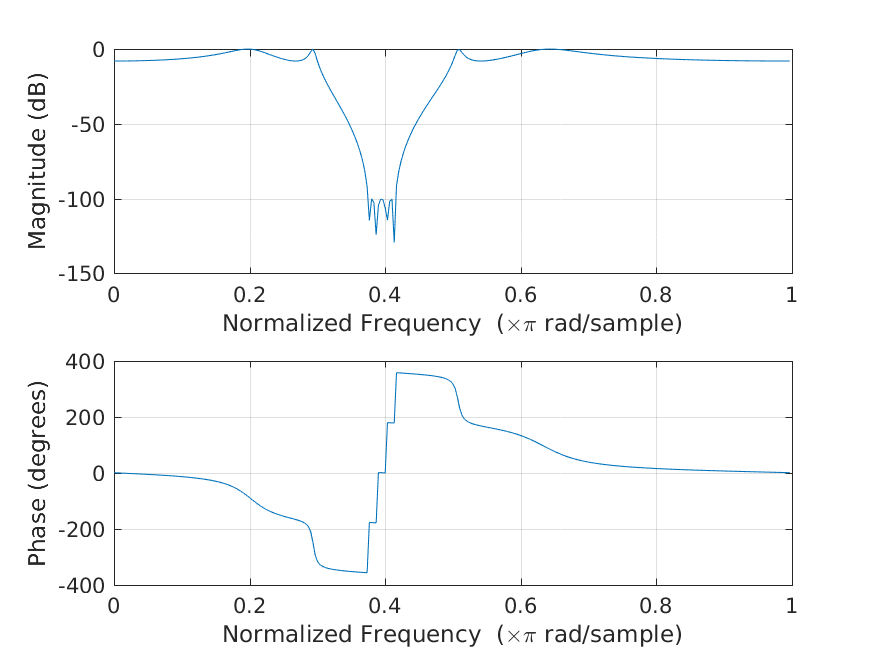 0
-50
-100
-150
Magnitude (dB)
0 0.2 0.4 0.6 0.8 1
Normalized Frequency (×π rad/sample)
400
200
0
-200
-400
Phase (degrees)
0 0.2 0.4 0.6 0.8 1
Normalized Frequency (×π rad/sample)